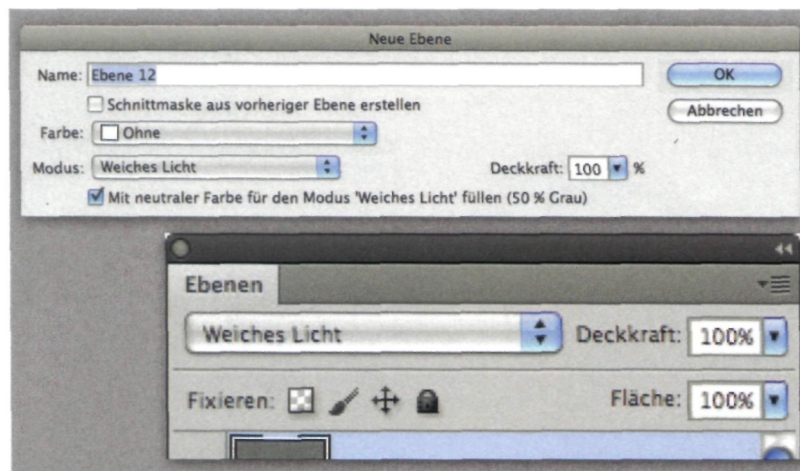 Neue Ebene
Name: Ebene 12 OK
Schnittmaske aus vorheriger Ebene erstellen Abbrechen
Farbe: Ohne
Modus: Weiches Licht Deckkraft: 100 %
Mit neutraler Farbe für den Modus 'Weiches Licht' füllen (50 % Grau)
Ebenen
Weiches Licht Deckkraft: 100%
Fixieren: Fläche: 100%